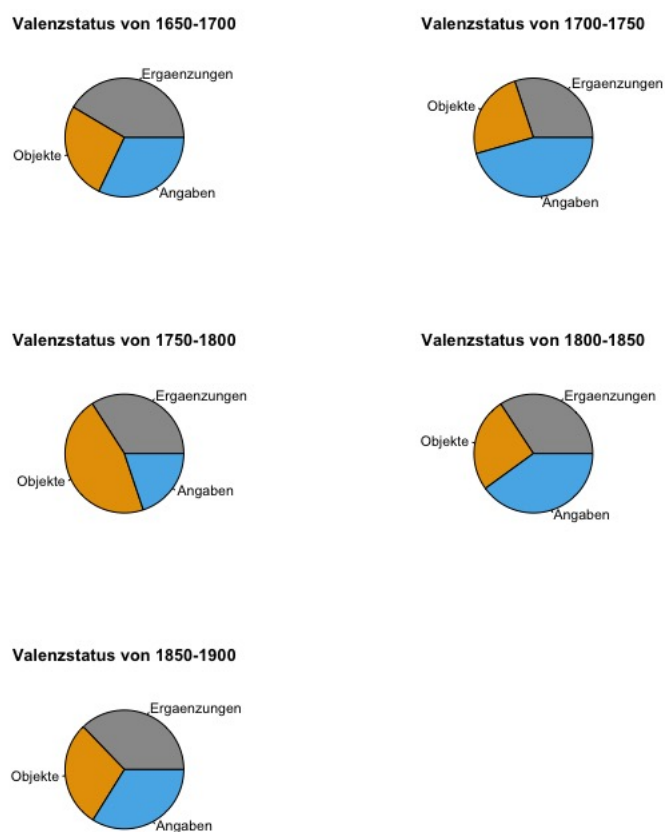 Valenzstatus von 1650-1700
Ergaenzungen
Objekte
Angaben
Valenzstatus von 1700-1750
Ergaenzungen
Objekte
Angaben
Valenzstatus von 1750-1800
Ergaenzungen
Objekte
Angaben
Valenzstatus von 1800-1850
Ergaenzungen
Objekte
Angaben
Valenzstatus von 1850-1900
Ergaenzungen
Objekte
Angaben